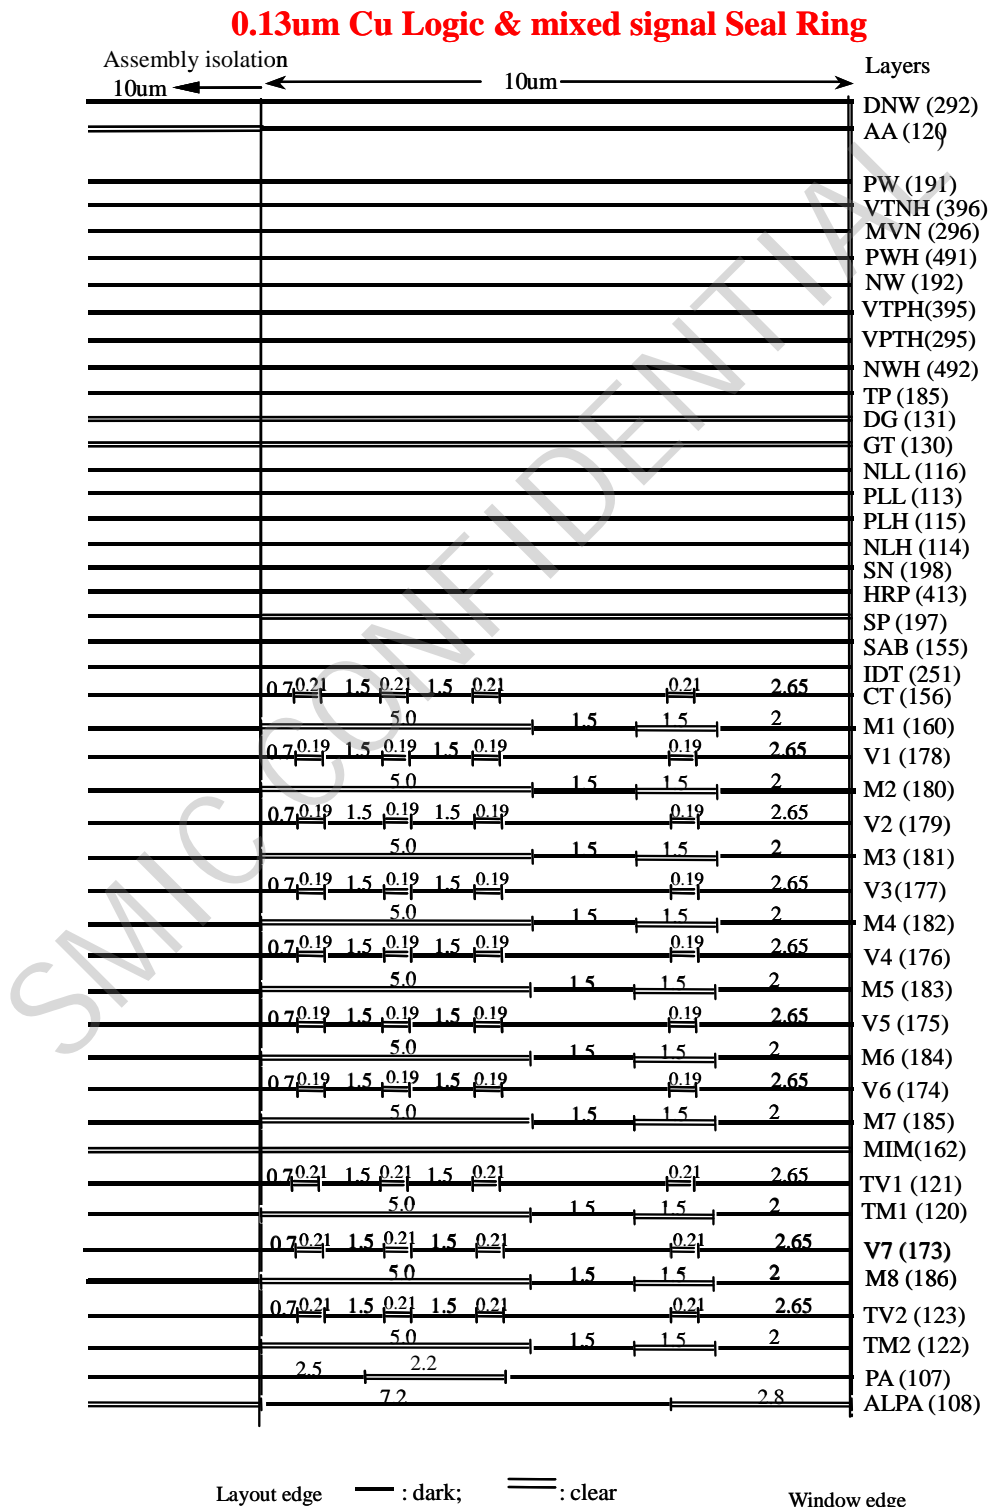 0.13um Cu Logic & mixed signal Seal Ring
Assembly isolation
10um
10um
Layers
DNW (292)
AA (120)
PW (191)
VTNH (396)
MVN (296)
PWH (491)
NW (192)
VTPH(395)
VPTH(295)
NWH (492)
TP (185)
DG (131)
GT (130)
NLL (116)
PLL (113)
PLH (115)
NLH (114)
SN (198)
HRP (413)
SP (197)
SAB (155)
IDT (251)
0.7 0.21 1.5 0.21 1.5 0.21 0.21 2.65 CT (156)
5.0 1.5 1.5 2 M1 (160)
0.7 0.19 1.5 0.19 1.5 0.19 0.19 2.65 V1 (178)
5.0 1.5 1.5 2 M2 (180)
0.7 0.19 1.5 0.19 1.5 0.19 0.19 2.65 V2 (179)
5.0 1.5 1.5 2 M3 (181)
0.7 0.19 1.5 0.19 1.5 0.19 0.19 2.65 V3(177)
5.0 1.5 1.5 2 M4 (182)
0.7 0.19 1.5 0.19 1.5 0.19 0.19 2.65 V4 (176)
5.0 1.5 1.5 2 M5 (183)
0.7 0.19 1.5 0.19 1.5 0.19 0.19 2.65 V5 (175)
5.0 1.5 1.5 2 M6 (184)
0.7 0.19 1.5 0.19 1.5 0.19 0.19 2.65 V6 (174)
5.0 1.5 1.5 2 M7 (185)
MIM(162)
0.7 0.21 1.5 0.21 1.5 0.21 0.21 2.65 TV1 (121)
5.0 1.5 1.5 2 TM1 (120)
0.7 0.21 1.5 0.21 1.5 0.21 0.21 2.65 V7 (173)
5.0 1.5 1.5 2 M8 (186)
0.7 0.21 1.5 0.21 1.5 0.21 0.21 2.65 TV2 (123)
5.0 1.5 1.5 2 TM2 (122)
2.5 2.2 PA (107)
7.2 2.8 ALPA (108)
Layout edge : dark; : clear Window edge
SMIC CONFIDENTIAL